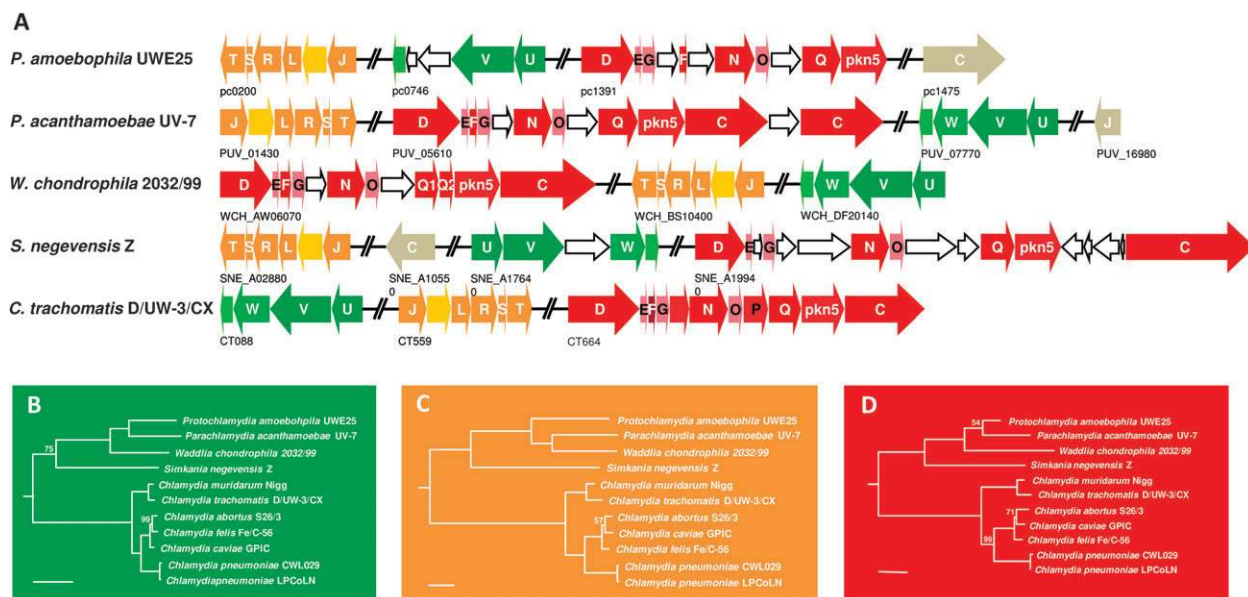 A
P. amoebophila UWE25
T S R L J V U D E G F N O Q pkn5 C
pc0200 pc0746 pc1391 pc1475
P. acanthamoebae UV-7
J L R S T D E F G N O Q pkn5 C C W V U J
PUV_01430 PUV_05610 PUV_07770 PUV_16980
W. chondrophila 2032/99
D E F G N O Q1 Q2 pkn5 C T S R L J W V U
WCH_AW06070 WCH_BS10400 WCH_DF20140
S. negevensis Z
T S R L J C U V W D E G N O Q pkn5 C
SNE_A02880 SNE_A1055 SNE_A1764 SNE_A1994
0 0 0
C. trachomatis D/UW-3/CX
W V U J L R S T D E F G N O P Q pkn5 C
CT088 CT559 CT664
B
Protochlamydia amoebohpila UWE25
Parachlamydia acanthamoebae UV-7
75
Waddlia chondrophila 2032/99
Simkania negevensis Z
Chlamydia muridarum Nigg
Chlamydia trachomatis D/UW-3/CX
Chlamydia abortus S26/3
99
Chlamydia felis Fe/C-56
Chlamydia caviae GPIC
Chlamydia pneumoniae CWL029
Chlamydiapneumoniae LPCoLN
C
Protochlamydia amoebophila UWE25
Parachlamydia acanthamoebae UV-7
Waddlia chondrophila 2032/99
Simkania negevensis Z
Chlamydia muridarum Nigg
Chlamydia trachomatis D/UW-3/CX
Chlamydia abortus S26/3
57
Chlamydia caviae GPIC
Chlamydia felis Fe/C-56
Chlamydia pneumoniae CWL029
Chlamydia pneumoniae LPCoLN
D
Protochlamydia amoebophila UWE25
54
Parachlamydia acanthamoebae UV-7
Waddlia chondrophila 2032/99
Simkania negevensis Z
Chlamydia muridarum Nigg
Chlamydia trachomatis D/UW-3/CX
Chlamydia abortus S26/3
71
Chlamydia caviae GPIC
Chlamydia felis Fe/C-56
99
Chlamydia pneumoniae CWL029
Chlamydia pneumoniae LPCoLN